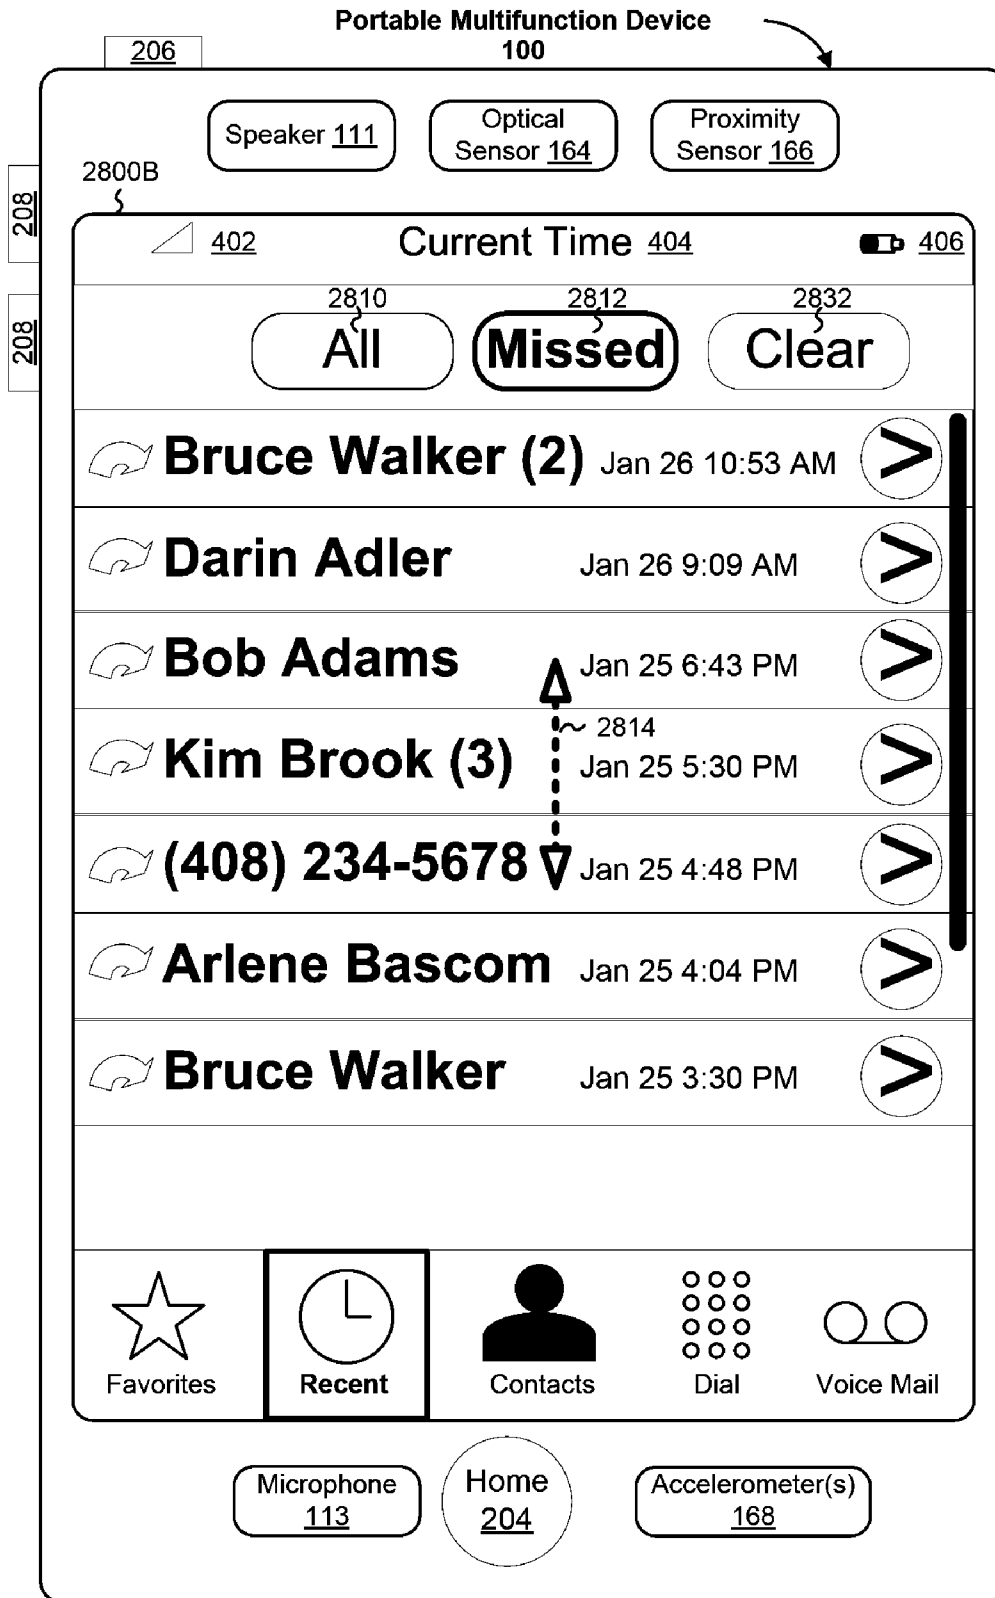 Portable Multifunction Device
100
206
Speaker 111
Optical
Sensor 164
Proximity
Sensor 166
2800B
208
208
402
Current Time 404
406
2810
2812
2832
All
Missed
Clear
Bruce Walker (2) Jan 26 10:53 AM >
Darin Adler Jan 26 9:09 AM >
Bob Adams Jan 25 6:43 PM >
2814
Kim Brook (3) Jan 25 5:30 PM >
(408) 234-5678 Jan 25 4:48 PM >
Arlene Bascom Jan 25 4:04 PM >
Bruce Walker Jan 25 3:30 PM >
Favorites
Recent
Contacts
Dial
Voice Mail
Microphone
113
Home
204
Accelerometer(s)
168